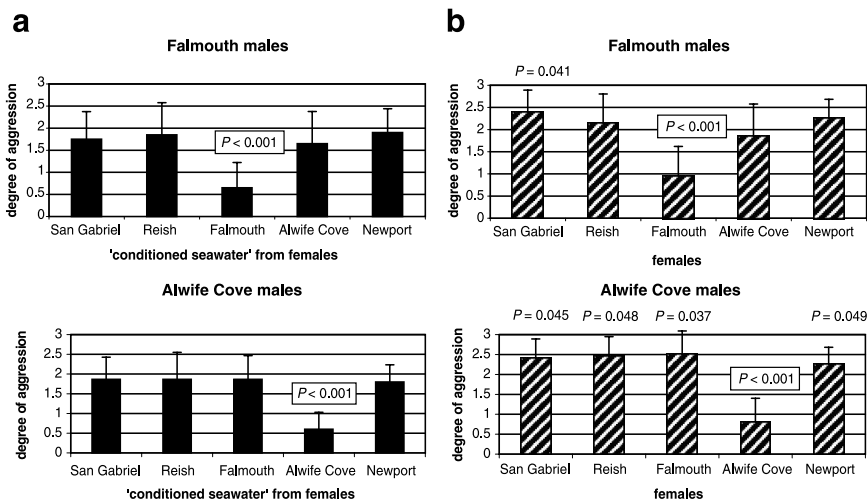 a
Falmouth males
degree of aggression
3
2.5
2
1.5
1
0.5
0
P < 0.001
San Gabriel Reish Falmouth Alwife Cove Newport
'conditioned seawater' from females
b
Falmouth males
degree of aggression
3
2.5
2
1.5
1
0.5
0
P = 0.041
P < 0.001
San Gabriel Reish Falmouth Alwife Cove Newport
females
Alwife Cove males
degree of aggression
3
2.5
2
1.5
1
0.5
0
P < 0.001
San Gabriel Reish Falmouth Alwife Cove Newport
'conditioned seawater' from females
Alwife Cove males
degree of aggression
3
2.5
2
1.5
1
0.5
0
P = 0.045 P = 0.048 P = 0.037 P = 0.049
P < 0.001
San Gabriel Reish Falmouth Alwife Cove Newport
females